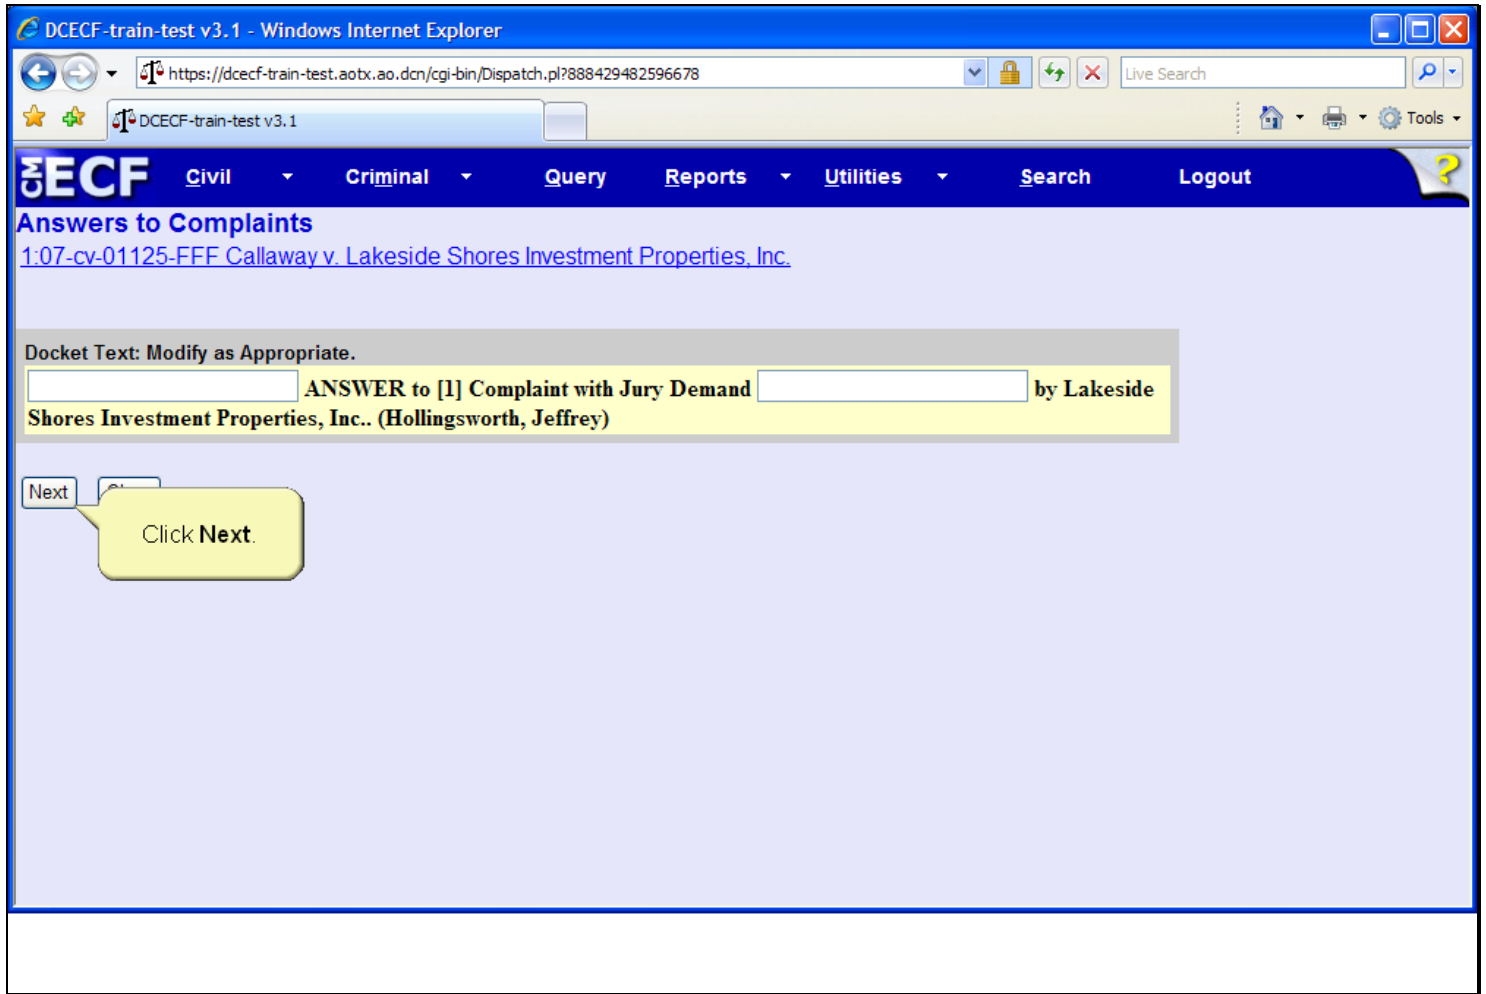 DCECF-train-test v3.1 - Windows Internet Explorer
https://dcecf-train-test.aotx.ao.dcn/cgi-bin/Dispatch.pl?888429482596678 Live Search
DCECF-train-test v3.1 Tools
CM ECF Civil Criminal Query Reports Utilities Search Logout ?
Answers to Complaints
1:07-cv-01125-FFF Callaway v. Lakeside Shores Investment Properties, Inc.
Docket Text: Modify as Appropriate.
ANSWER to [1] Complaint with Jury Demand by Lakeside
Shores Investment Properties, Inc.. (Hollingsworth, Jeffrey)
Next
Click Next.